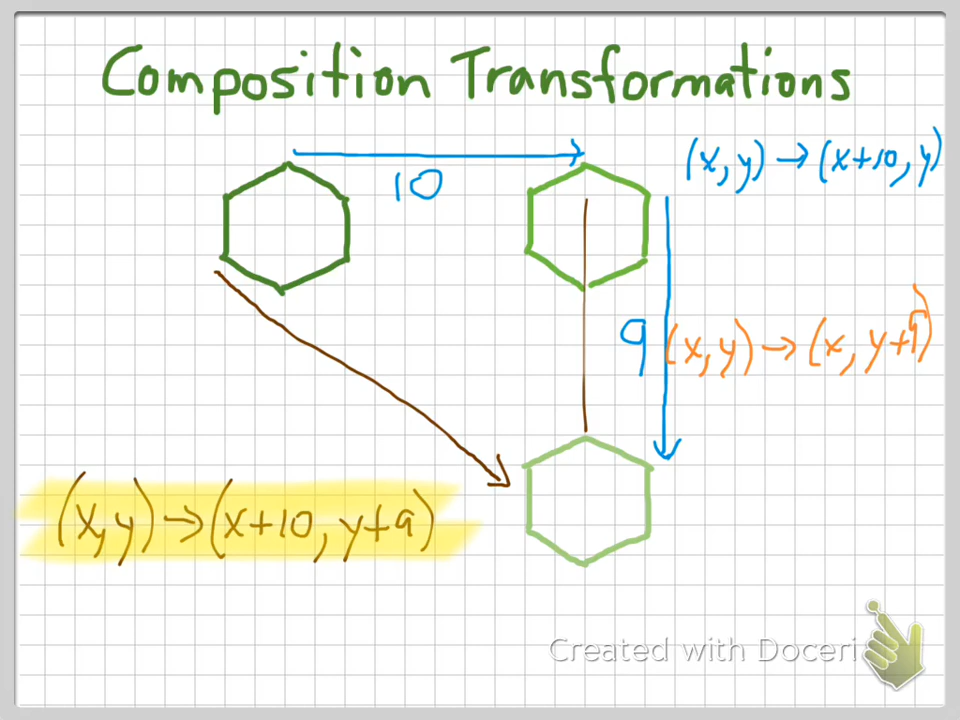 Composition Transformations
(x,y) → (x+10, y)
10
9
(x,y) → (x, y+9)
(x,y) → (x+10, y+9)
Created with Doceri